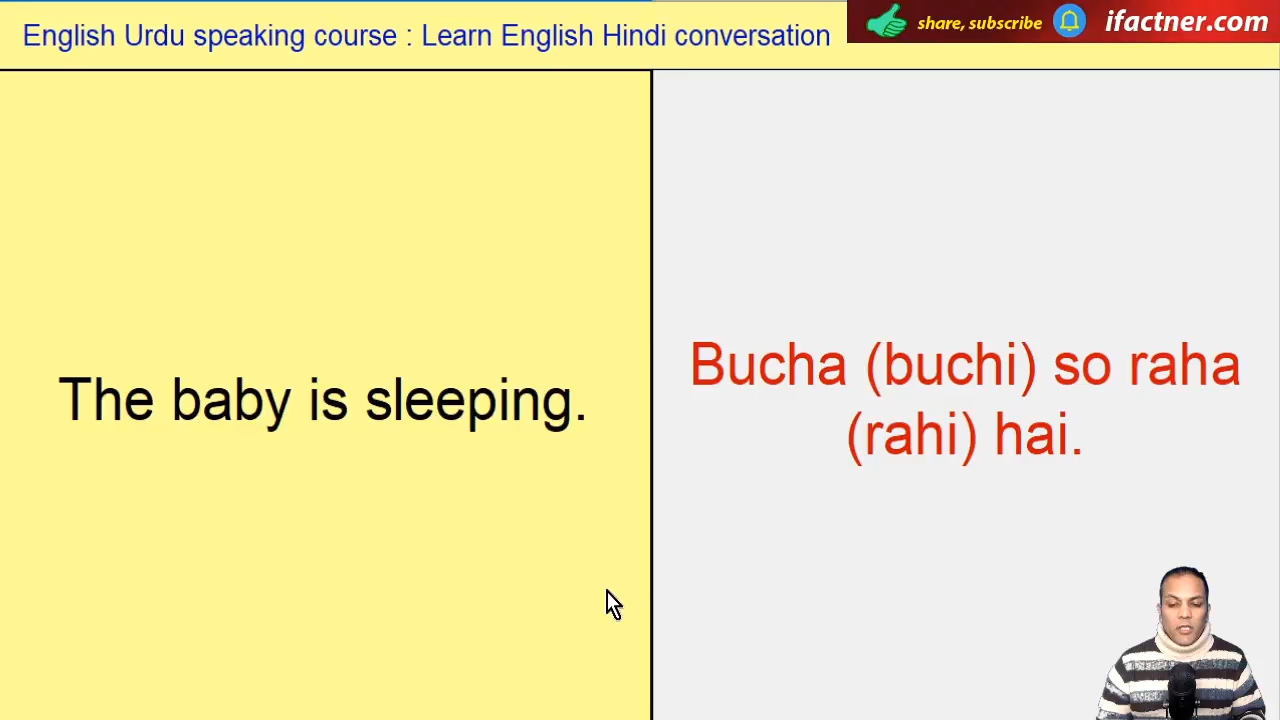 English Urdu speaking course : Learn English Hindi conversation
share, subscribe
ifactner.com
The baby is sleeping.
Bucha (buchi) so raha
(rahi) hai.